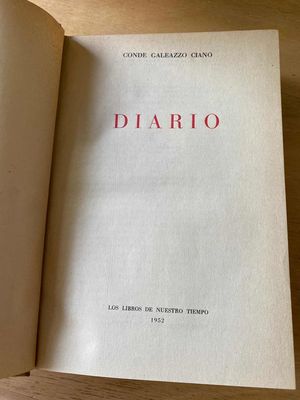 CONDE GALEAZZO CIANO
DIARIO
LOS LIBROS DE NUESTRO TIEMPO
1952